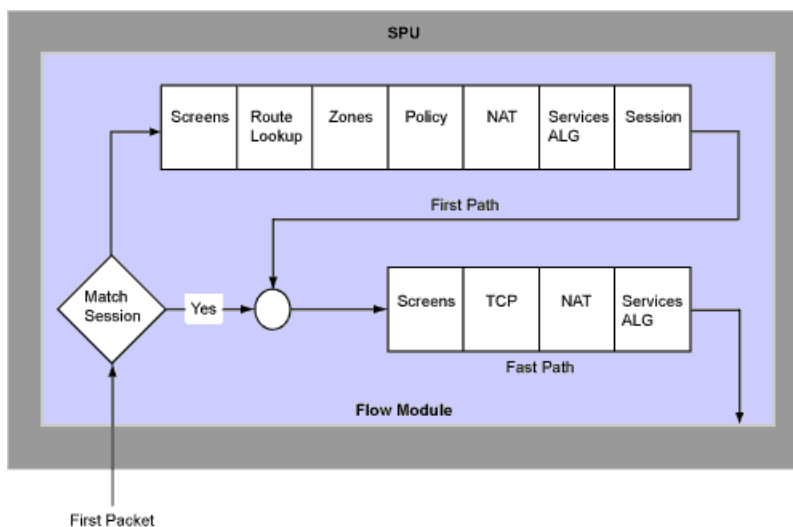 SPU
Screens
Route
Lookup
Zones
Policy
NAT
Services
ALG
Session
First Path
Match
Session
Yes
Screens
TCP
NAT
Services
ALG
Fast Path
Flow Module
First Packet